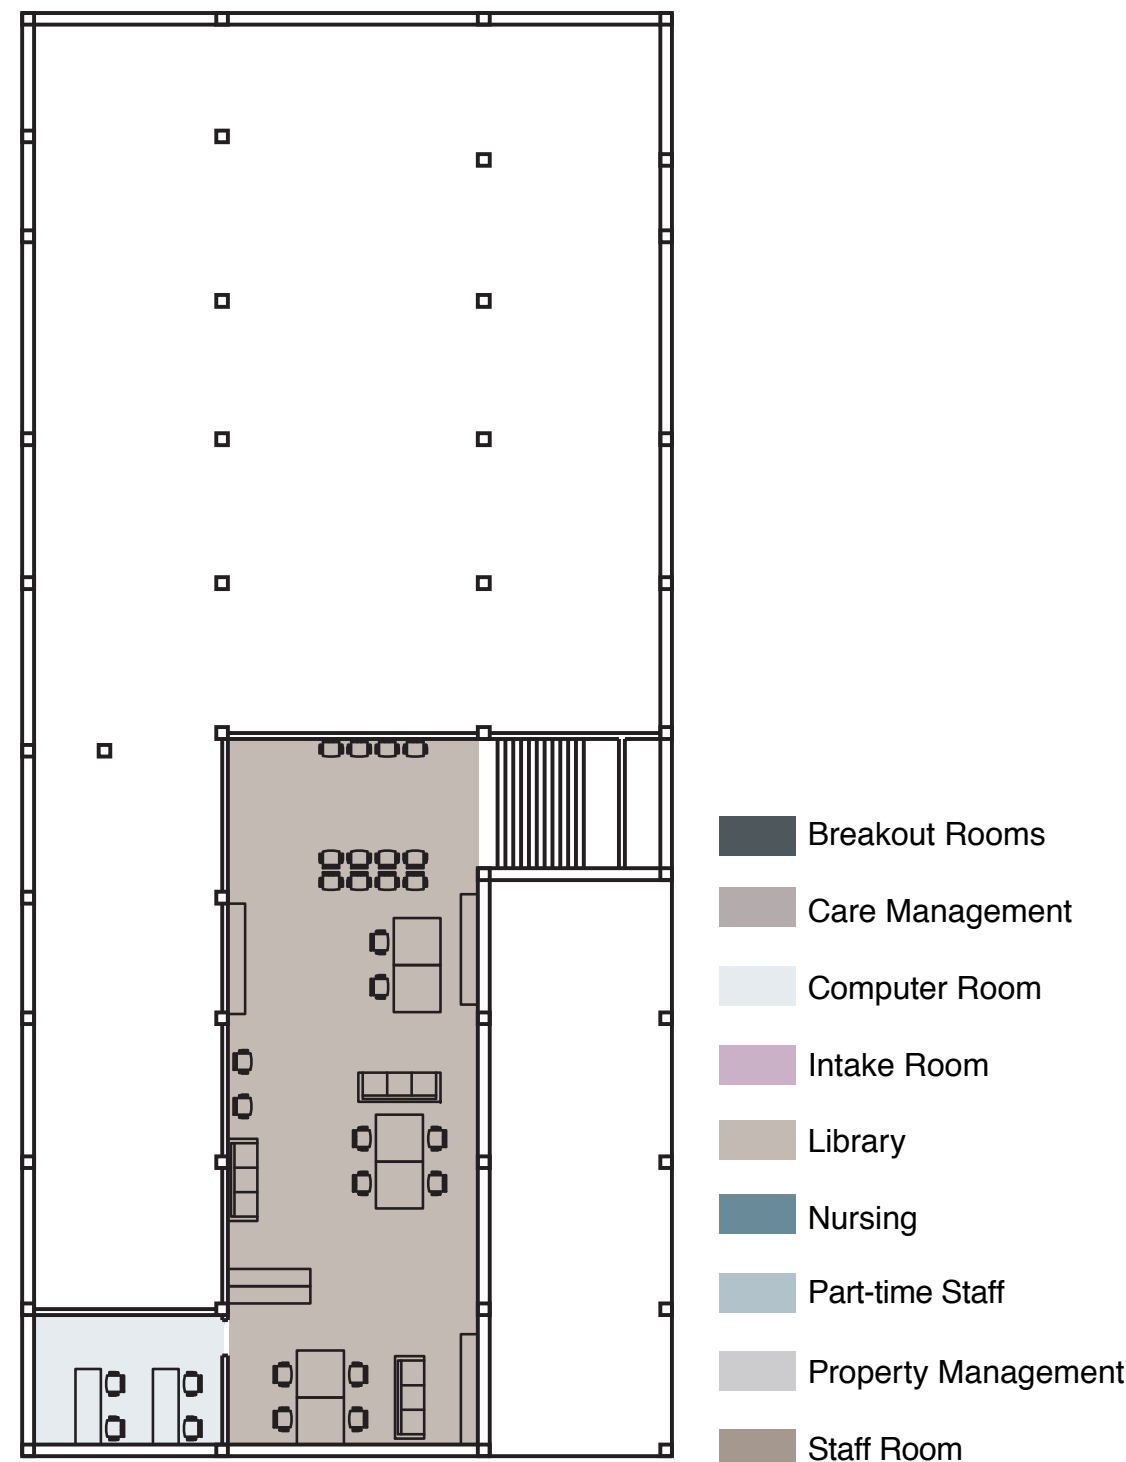 Breakout Rooms
Care Management
Computer Room
Intake Room
Library
Nursing
Part-time Staff
Property Management
Staff Room